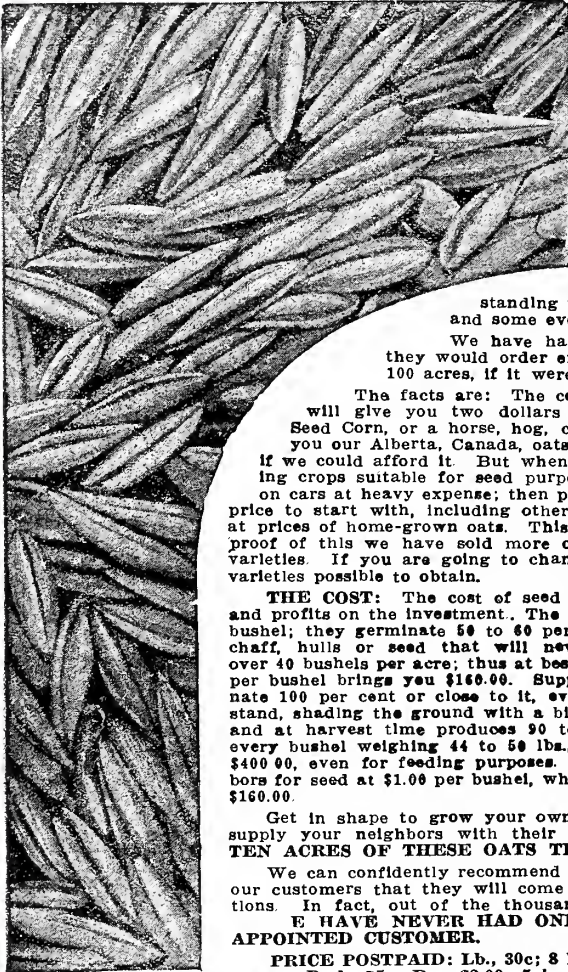 standing
and some eve
We have ha
they would order e
100 acres, if it were
The facts are: The co
will give you two dollars
Seed Corn, or a horse, hog, c
you our Alberta, Canada, oats
if we could afford it. But when
ing crops suitable for seed purp
on cars at heavy expense; then p
price to start with, including other
at prices of home-grown oats. This
proof of this we have sold more o
varieties. If you are going to chan
varieties possible to obtain.
THE COST: The cost of seed
and profits on the investment. The
bushel; they germinate 50 to 60 per
chaff, hulls or seed that will nev
over 40 bushels per acre; thus at bes
per bushel brings you $160.00. Supp
nate 100 per cent or close to it, ev
stand, shading the ground with a bi
and at harvest time produces 90 t
every bushel weighing 44 to 50 lbs.,
$400 00, even for feeding purposes.
bors for seed at $1.00 per bushel, wh
$160.00.
Get in shape to grow your own
supply your neighbors with their
TEN ACRES OF THESE OATS T
We can confidently recommend
our customers that they will come
tions. In fact, out of the thousan
E HAVE NEVER HAD ONE
APPOINTED CUSTOMER.
PRICE POSTPAID: Lb., 30c; 8